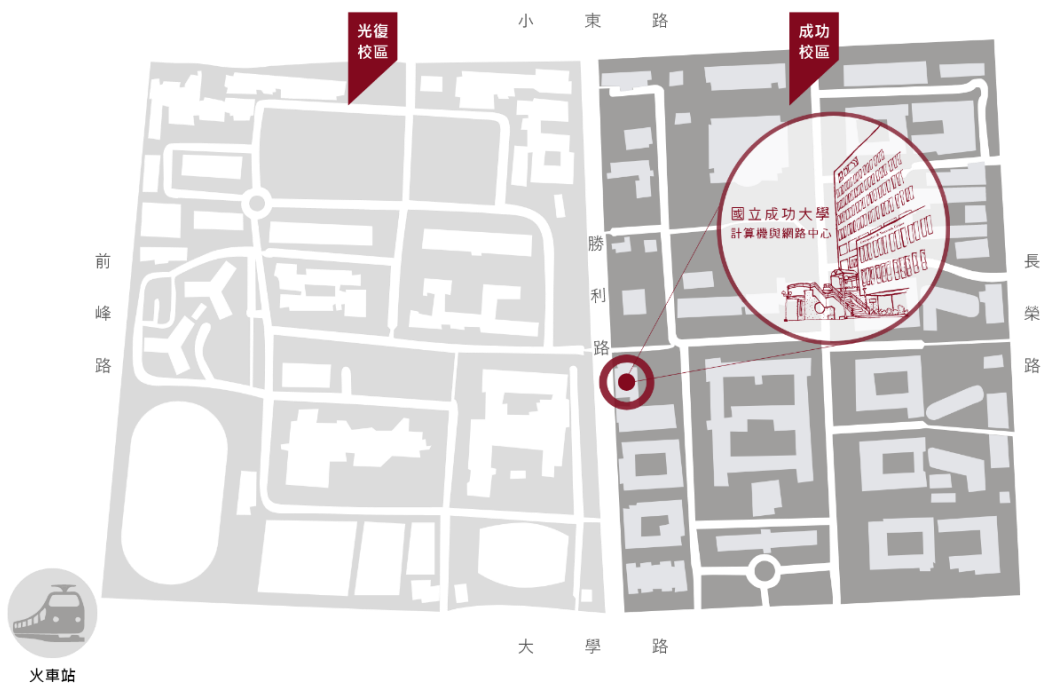 小東路
光復
校區
成功
校區
國立成功大學
計算機與網路中心
前峰路
勝利路
長榮路
大學路
火車站